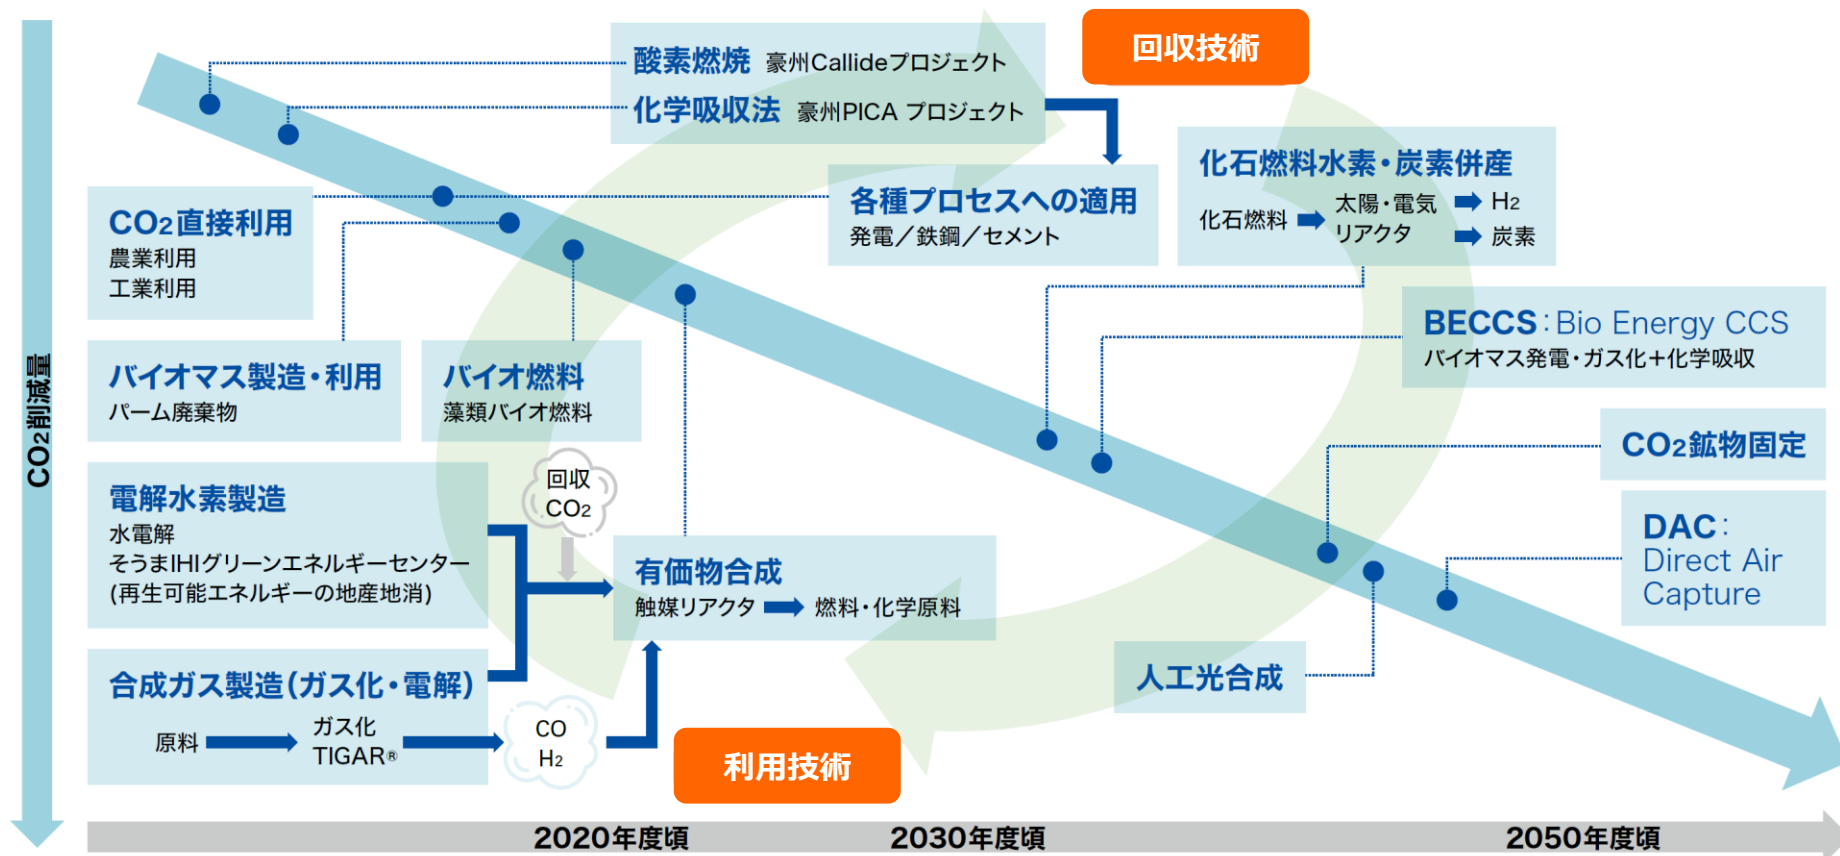 回収技術
酸素燃焼 豪州Callideプロジェクト
化学吸収法 豪州PICA プロジェクト
各種プロセスへの適用
発電／鉄鋼／セメント
化石燃料水素・炭素併産
化石燃料
太陽・電気
リアクタ
H2
炭素
CO2直接利用
農業利用
工業利用
BECCS：Bio Energy CCS
バイオマス発電・ガス化＋化学吸収
バイオマス製造・利用
パーム廃棄物
バイオ燃料
藻類バイオ燃料
CO2削減量
CO2鉱物固定
電解水素製造
水電解
そうまIHIグリーンエネルギーセンター
(再生可能エネルギーの地産地消)
回収
CO2
DAC：
Direct Air
Capture
有価物合成
触媒リアクタ
燃料・化学原料
合成ガス製造(ガス化・電解)
原料
ガス化
TIGAR®
CO
H2
人工光合成
利用技術
2020年度頃
2030年度頃
2050年度頃